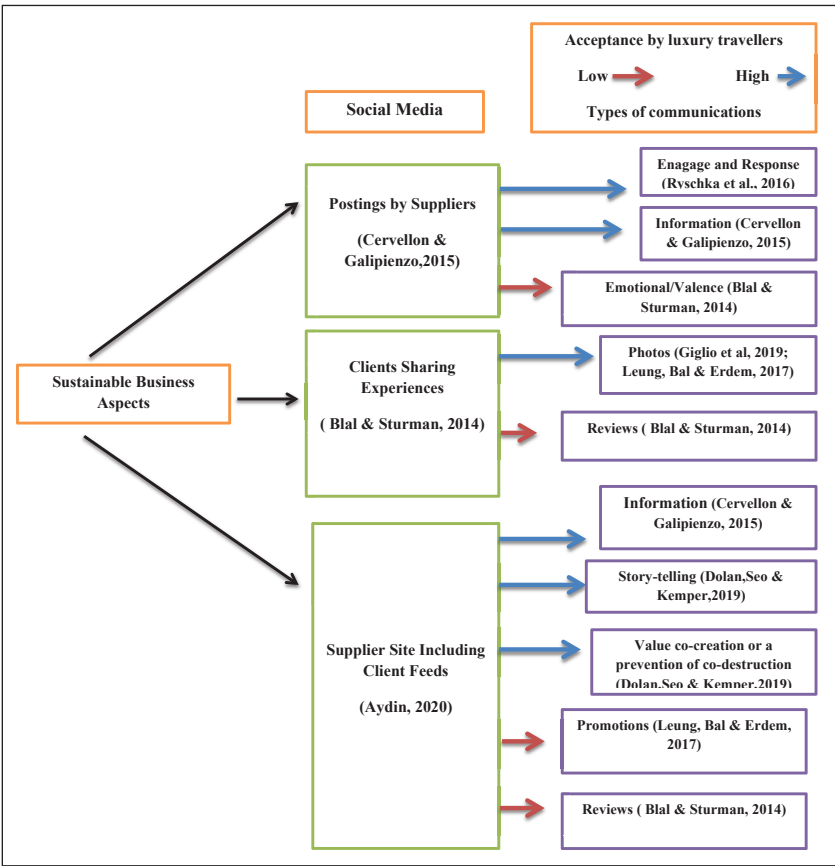 Acceptance by luxury travellers
Low
High
Types of communications
Social Media
Postings by Suppliers
(Cervellon &
Galipienzo,2015)
Enagage and Response
(Ryschka et al., 2016)
Information (Cervellon
& Galipienzo, 2015)
Emotional/Valence (Blal &
Sturman, 2014)
Sustainable Business
Aspects
Clients Sharing
Experiences
( Blal & Sturman, 2014)
Photos (Giglio et al, 2019;
Leung, Bal & Erdem, 2017)
Reviews ( Blal & Sturman, 2014)
Supplier Site Including
Client Feeds
(Aydin, 2020)
Information (Cervellon &
Galipienzo, 2015)
Story-telling (Dolan,Seo &
Kemper,2019)
Value co-creation or a
prevention of co-destruction
(Dolan,Seo & Kemper,2019)
Promotions (Leung, Bal & Erdem,
2017)
Reviews ( Blal & Sturman, 2014)